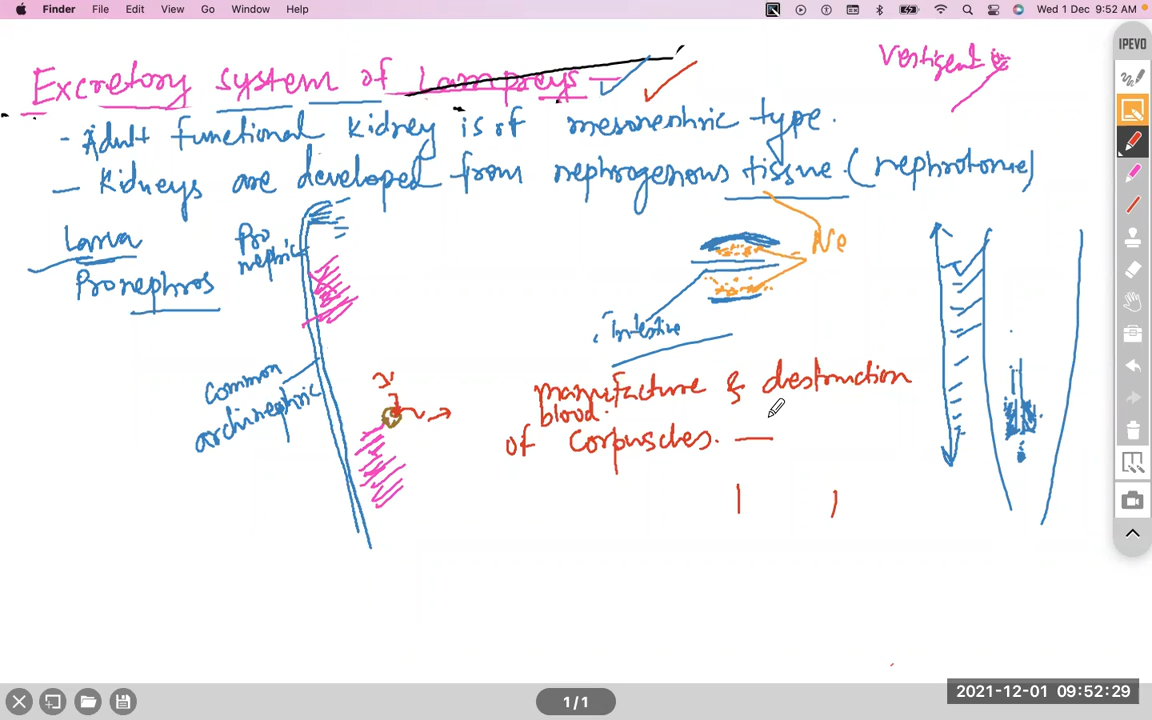 Finder File Edit View Go Window Help
Wed 1 Dec 9:52 AM
IPEVO
Excretory system of Lampreys
- Adult functional kidney is of mesonephric type.
- Kidneys are developed from nephrogenous tissue. (nephrotome)
Larva
Pronephros
Pro
nephric
Common
archinephric
Ne
Intestine
manufacture & destruction
blood.
of Corpuscles. —
1/1
2021-12-01 09:52:29